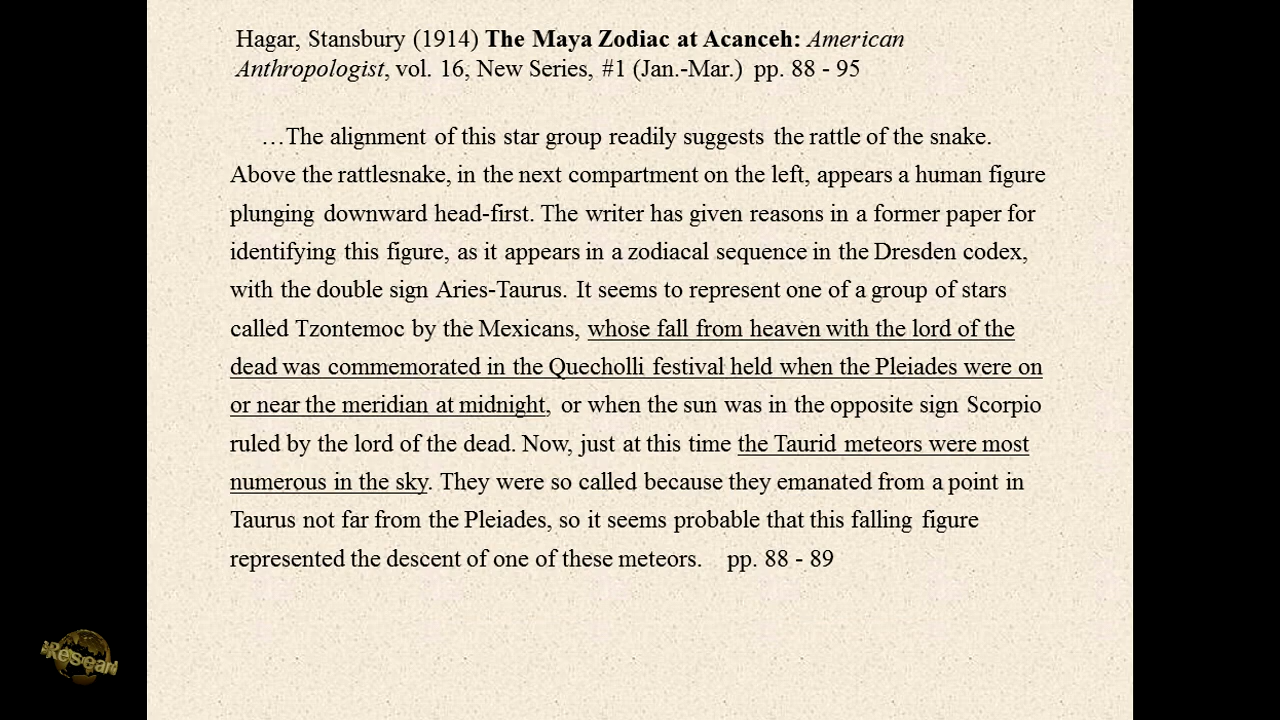 Hagar, Stansbury (1914) The Maya Zodiac at Acanceh: American
Anthropologist, vol. 16, New Series, #1 (Jan.-Mar.) pp. 88 - 95
…The alignment of this star group readily suggests the rattle of the snake.
Above the rattlesnake, in the next compartment on the left, appears a human figure
plunging downward head-first. The writer has given reasons in a former paper for
identifying this figure, as it appears in a zodiacal sequence in the Dresden codex,
with the double sign Aries-Taurus. It seems to represent one of a group of stars
called Tzontemoc by the Mexicans, whose fall from heaven with the lord of the
dead was commemorated in the Quecholli festival held when the Pleiades were on
or near the meridian at midnight, or when the sun was in the opposite sign Scorpio
ruled by the lord of the dead. Now, just at this time the Taurid meteors were most
numerous in the sky. They were so called because they emanated from a point in
Taurus not far from the Pleiades, so it seems probable that this falling figure
represented the descent of one of these meteors. pp. 88 - 89